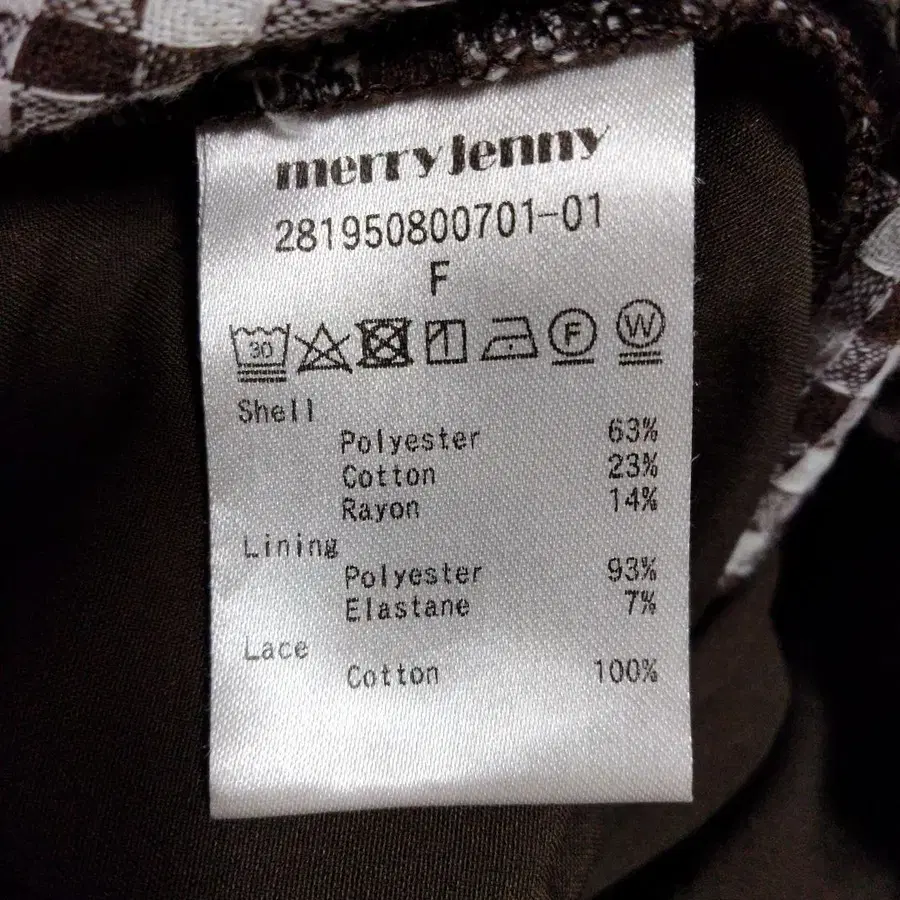 merry jenny
281950800701-01
F
30 F W
Shell
Polyester 63%
Cotton 23%
Rayon 14%
Lining
Polyester 93%
Elastane 7%
Lace
Cotton 100%